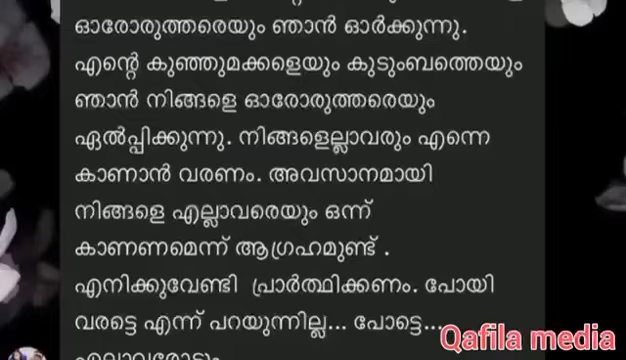 ഓരോരുത്തരെയും ഞാൻ ഓർക്കുന്നു.
എന്റെ കുഞ്ഞുമക്കളെയും കുടുംബത്തെയും
ഞാൻ നിങ്ങളെ ഓരോരുത്തരെയും
ഏൽപ്പിക്കുന്നു. നിങ്ങളെല്ലാവരും എന്നെ
കാണാൻ വരണം. അവസാനമായി
നിങ്ങളെ എല്ലാവരെയും ഒന്ന്
കാണണമെന്ന് ആഗ്രഹമുണ്ട് .
എനിക്കുവേണ്ടി പ്രാർത്ഥിക്കണം. പോയി
വരട്ടെ എന്ന് പറയുന്നില്ല... പോട്ടെ...
Qafila media